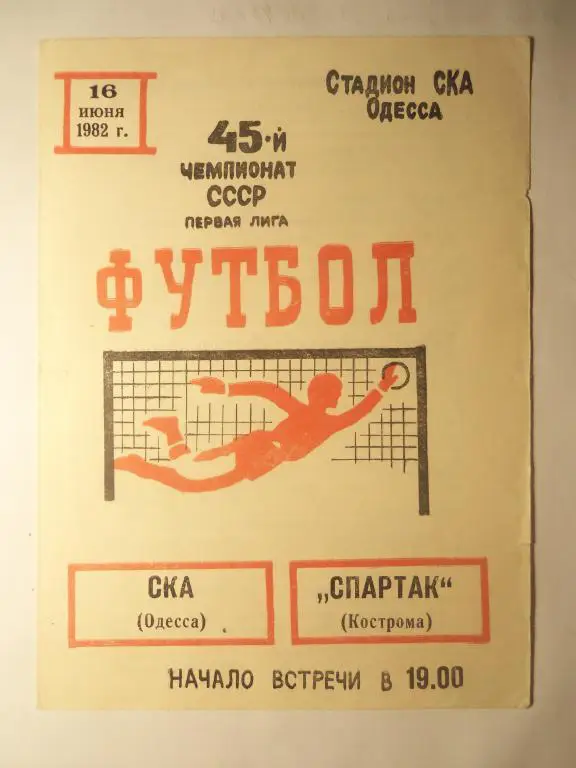 16
июня
1982 г.
Стадион СКА
Одесса
45-й
чемпионат
СССР
первая лига
ФУТБОЛ
СКА
(Одесса)
„СПАРТАК“
(Кострома)
НАЧАЛО ВСТРЕЧИ В 19.00